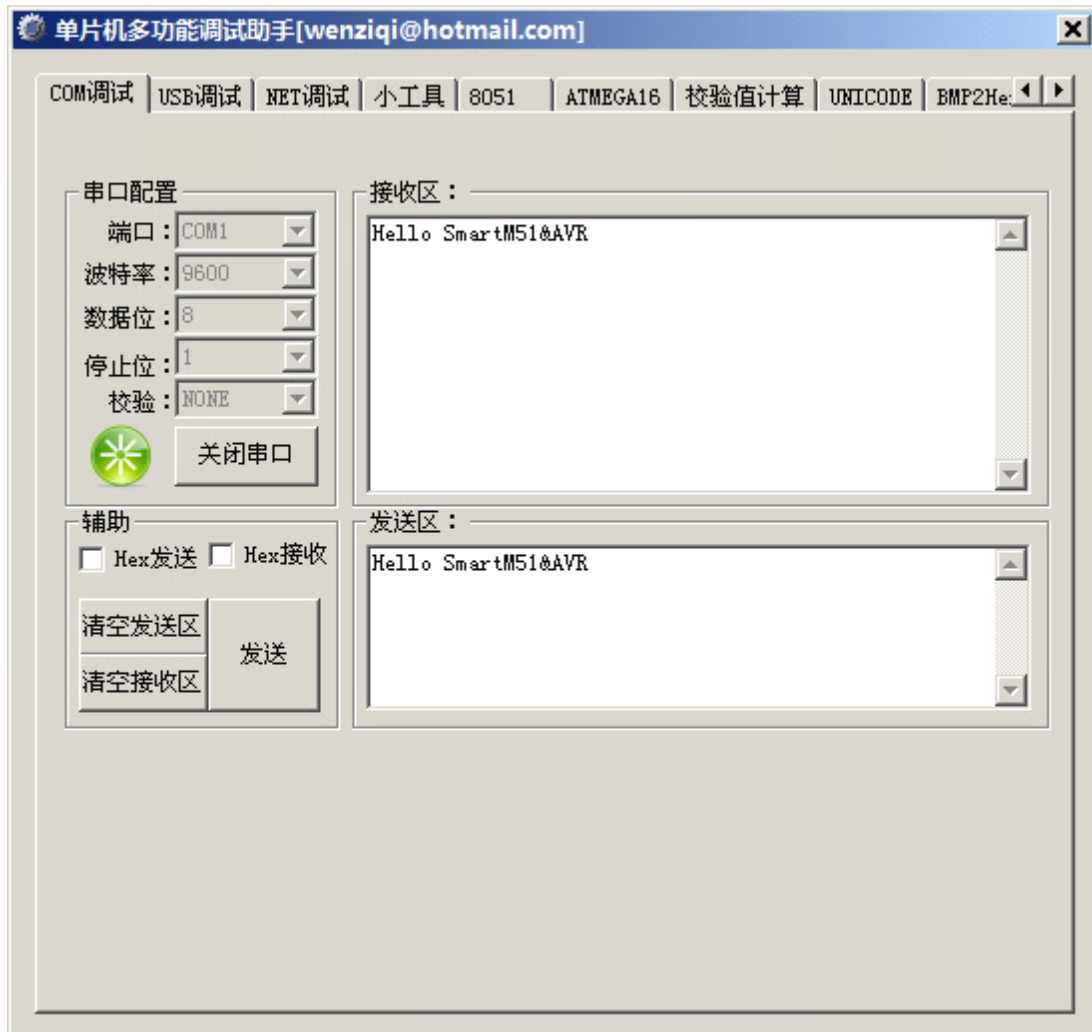 单片机多功能调试助手[wenziqi@hotmail.com]
COM调试 USB调试 NET调试 小工具 8051 ATMEGA16 校验值计算 UNICODE BMP2He
串口配置
端口：COM1
波特率：9600
数据位：8
停止位：1
校验：NONE
关闭串口
接收区：
Hello SmartM51&AVR
辅助
Hex发送 Hex接收
清空发送区
发送
清空接收区
发送区：
Hello SmartM51&AVR